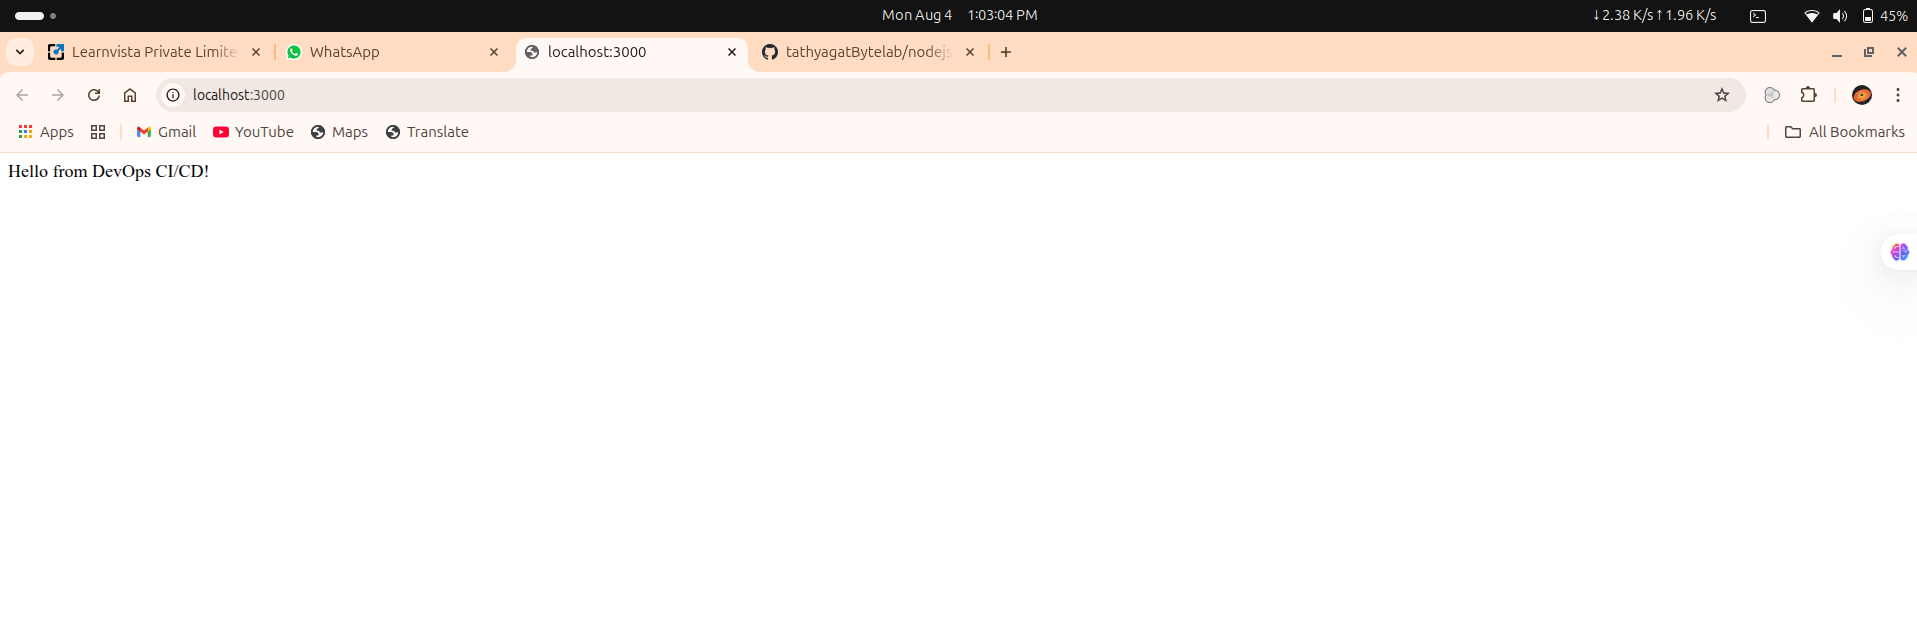 Mon Aug 4 1:03:04 PM
↓2.38 K/s↑1.96 K/s
45%
Learnvista Private Limite
WhatsApp
localhost:3000
tathyagatBytelab/nodejs
localhost:3000
Apps
Gmail
YouTube
Maps
Translate
All Bookmarks
Hello from DevOps CI/CD!